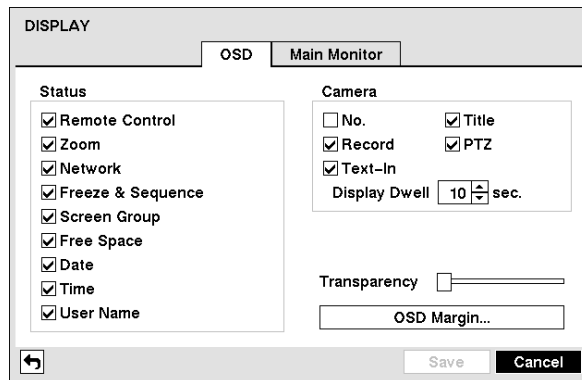 DISPLAY
OSD Main Monitor
Status
Remote Control
Zoom
Network
Freeze & Sequence
Screen Group
Free Space
Date
Time
User Name
Camera
No. Title
Record PTZ
Text-In
Display Dwell 10 sec.
Transparency
OSD Margin...
Save Cancel